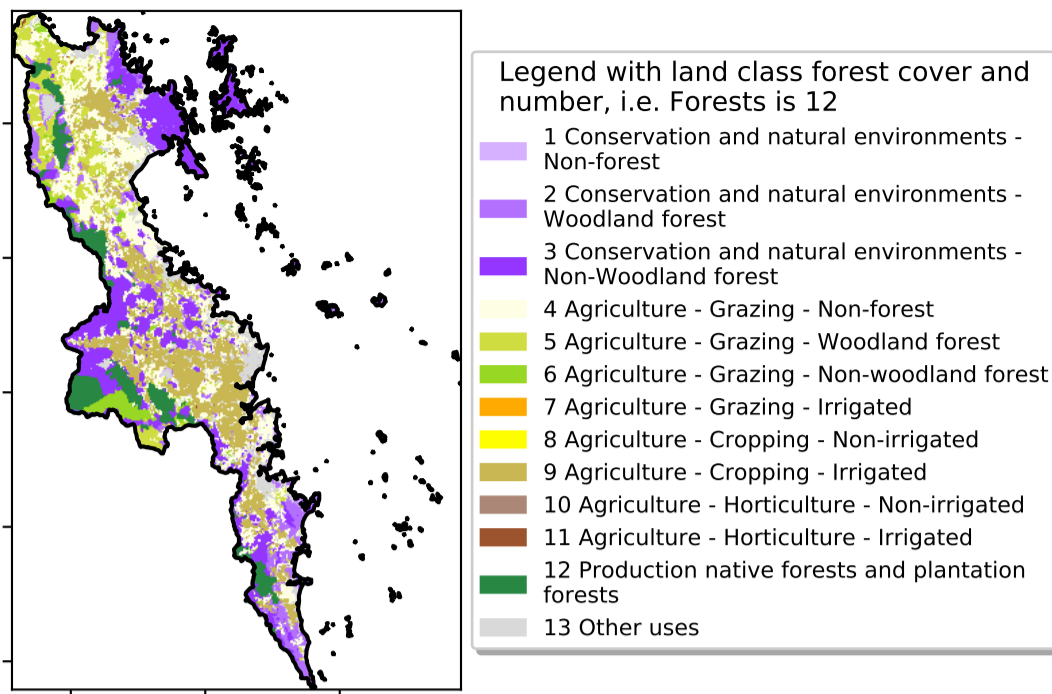 Legend with land class forest cover and
number, i.e. Forests is 12
1 Conservation and natural environments -
Non-forest
2 Conservation and natural environments -
Woodland forest
3 Conservation and natural environments -
Non-Woodland forest
4 Agriculture - Grazing - Non-forest
5 Agriculture - Grazing - Woodland forest
6 Agriculture - Grazing - Non-woodland forest
7 Agriculture - Grazing - Irrigated
8 Agriculture - Cropping - Non-irrigated
9 Agriculture - Cropping - Irrigated
10 Agriculture - Horticulture - Non-irrigated
11 Agriculture - Horticulture - Irrigated
12 Production native forests and plantation
forests
13 Other uses